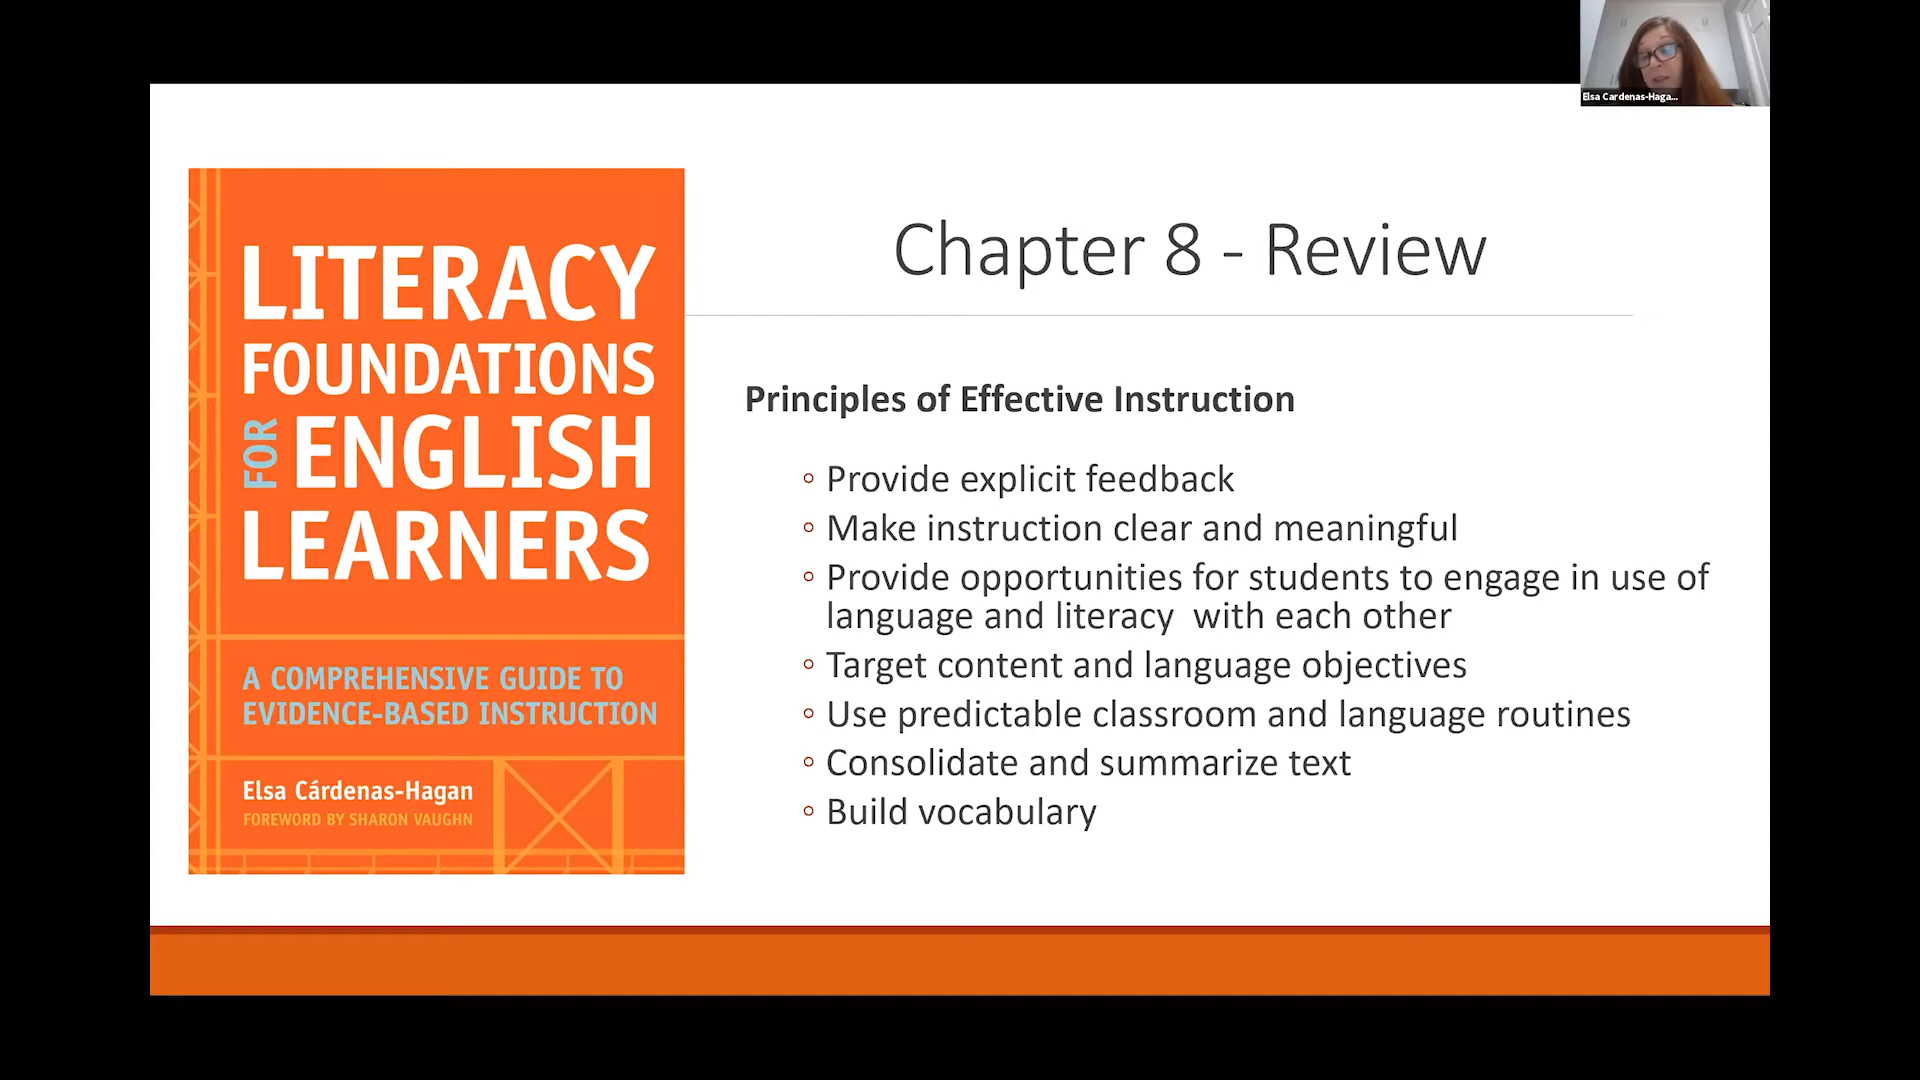 Elsa Cardenas-Haga...
LITERACY
FOUNDATIONS
FOR ENGLISH
LEARNERS
A COMPREHENSIVE GUIDE TO
EVIDENCE-BASED INSTRUCTION
Elsa Cárdenas-Hagan
FOREWORD BY SHARON VAUGHN
Chapter 8 - Review
Principles of Effective Instruction
◦ Provide explicit feedback
◦ Make instruction clear and meaningful
◦ Provide opportunities for students to engage in use of
language and literacy  with each other
◦ Target content and language objectives
◦ Use predictable classroom and language routines
◦ Consolidate and summarize text
◦ Build vocabulary